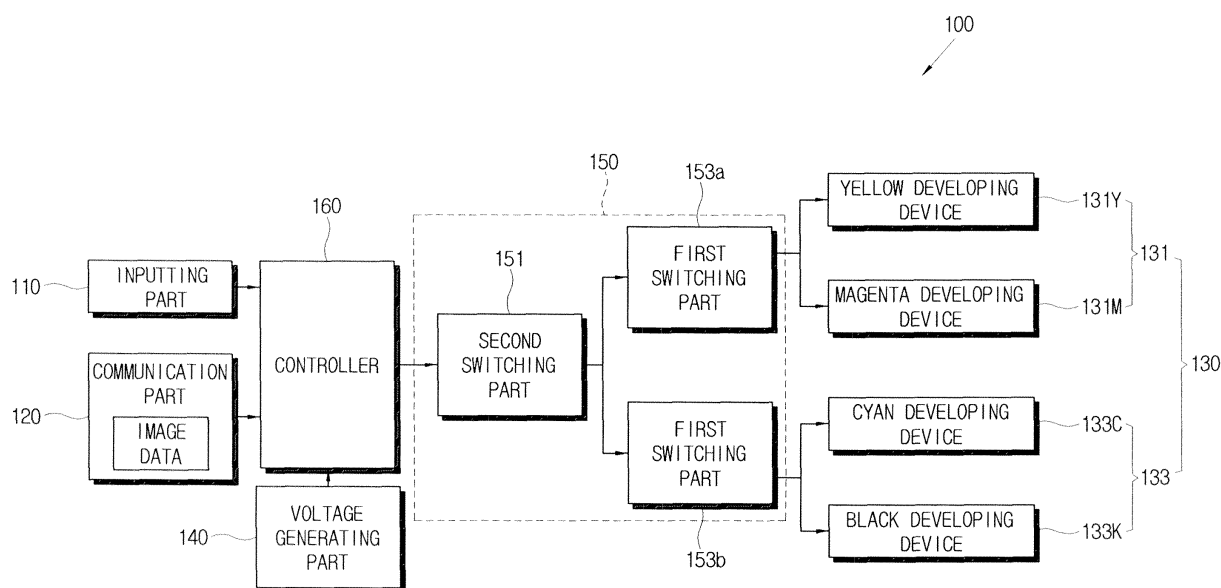 100
150
153a
YELLOW DEVELOPING
DEVICE
131Y
160
131
110
INPUTTING
PART
151
FIRST
SWITCHING
PART
MAGENTA DEVELOPING
DEVICE
131M
CONTROLLER
SECOND
SWITCHING
PART
130
120
COMMUNICATION
PART
IMAGE
DATA
FIRST
SWITCHING
PART
CYAN DEVELOPING
DEVICE
133C
133
140
VOLTAGE
GENERATING
PART
153b
BLACK DEVELOPING
DEVICE
133K